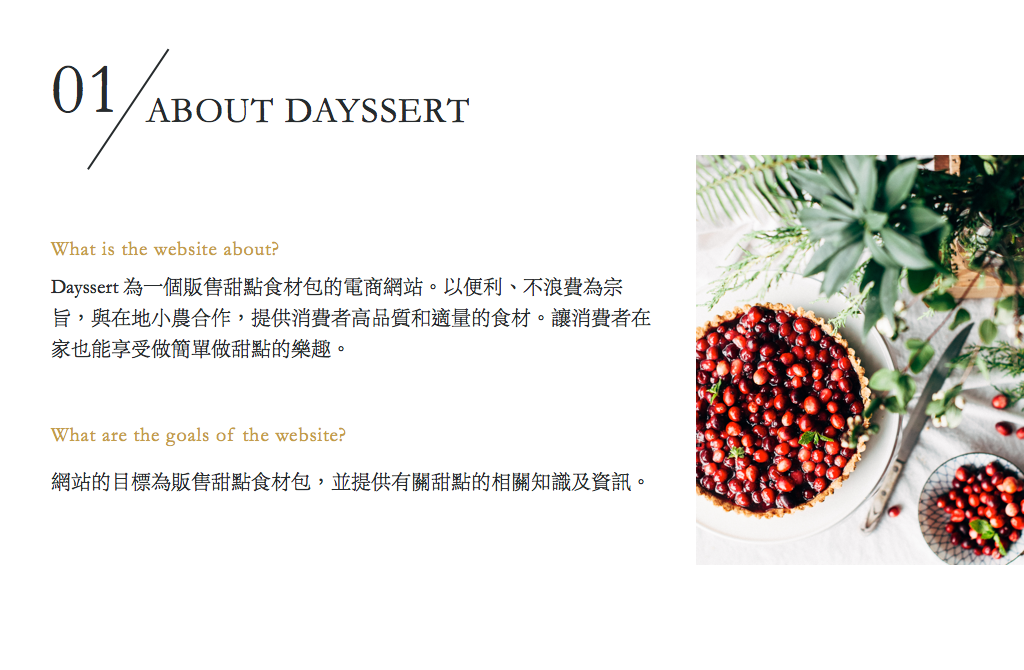 01
ABOUT DAYSSERT
What is the website about?
Dayssert 為一個販售甜點食材包的電商網站。以便利、不浪費為宗
旨，與在地小農合作，提供消費者高品質和適量的食材。讓消費者在
家也能享受做簡單做甜點的樂趣。
What are the goals of the website?
網站的目標為販售甜點食材包，並提供有關甜點的相關知識及資訊。